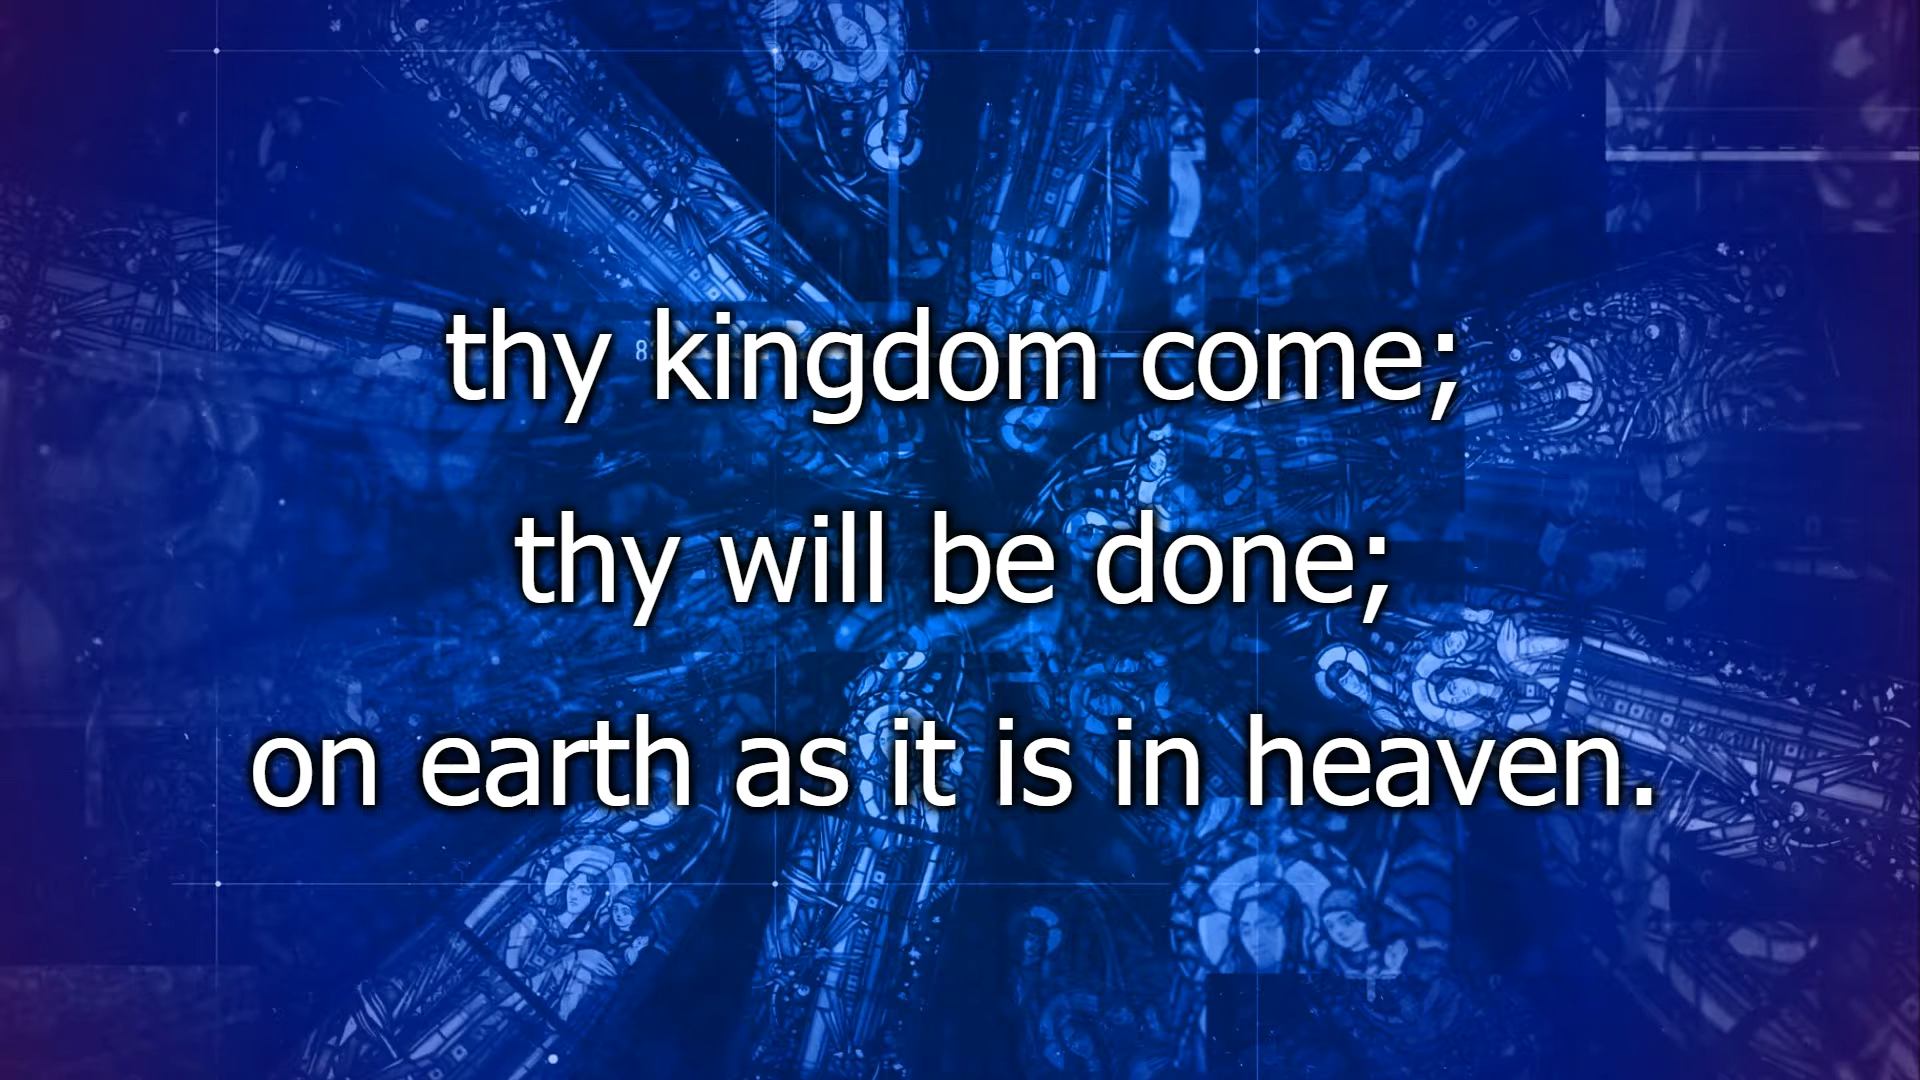 thy kingdom come;
thy will be done;
on earth as it is in heaven.